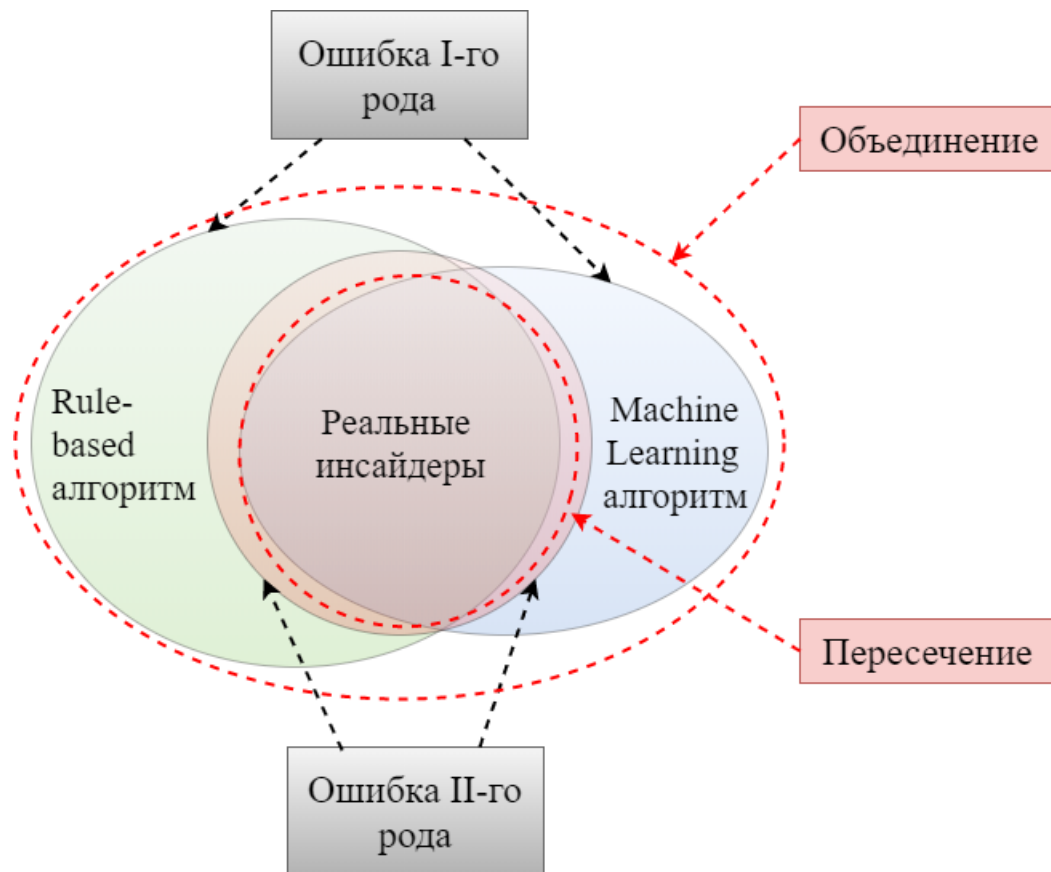 Ошибка I-го
рода
Объединение
Rule-
based
алгоритм
Реальные
инсайдеры
Machine
Learning
алгоритм
Пересечение
Ошибка II-го
рода